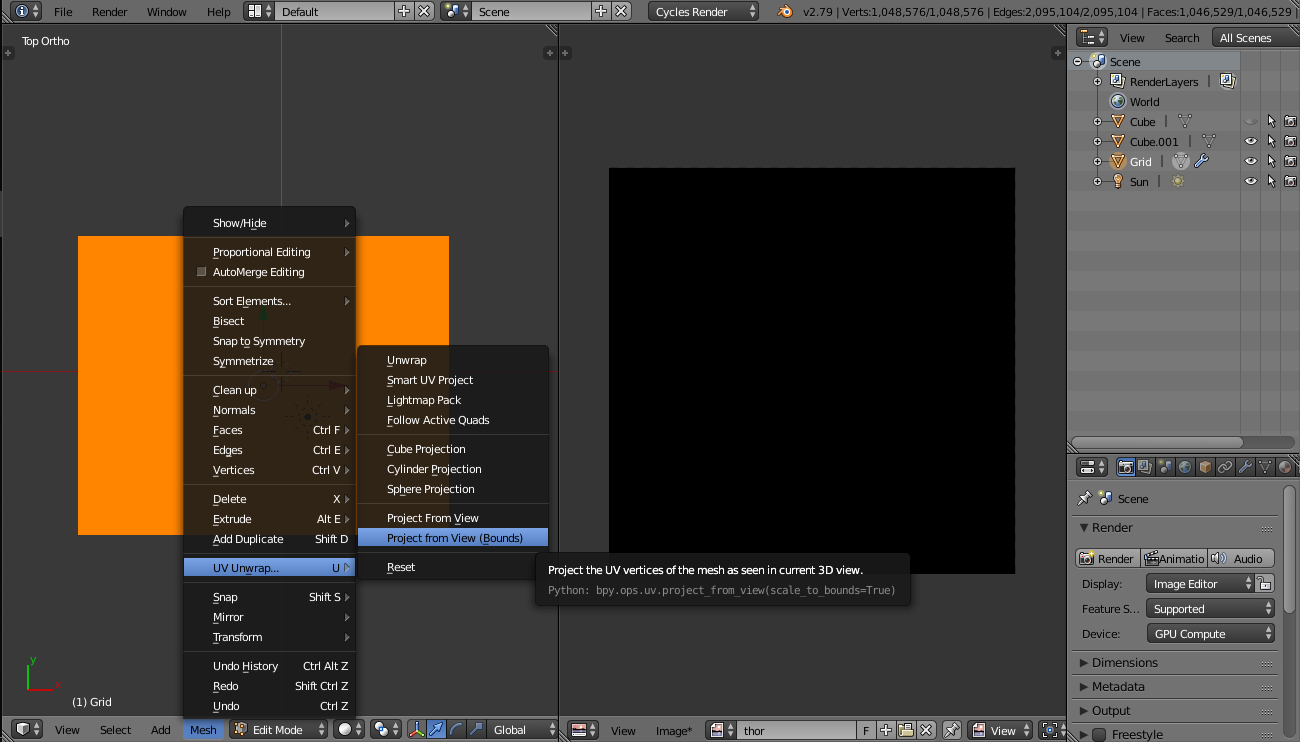 File Render Window Help Default Scene Cycles Render v2.79 | Verts:1,048,576/1,048,576 | Edges:2,095,104/2,095,104 | Faces:1,046,529/1,046,529 |
Top Ortho
View Search All Scenes
Scene
RenderLayers
World
Cube
Cube.001
Grid
Sun
Show/Hide
Proportional Editing
AutoMerge Editing
Sort Elements...
Bisect
Snap to Symmetry
Symmetrize
Clean up
Normals
Faces Ctrl F
Edges Ctrl E
Vertices Ctrl V
Delete X
Extrude Alt E
Add Duplicate Shift D
UV Unwrap... U
Snap Shift S
Mirror
Transform
Undo History Ctrl Alt Z
Redo Shift Ctrl Z
Undo Ctrl Z
Unwrap
Smart UV Project
Lightmap Pack
Follow Active Quads
Cube Projection
Cylinder Projection
Sphere Projection
Project From View
Project from View (Bounds)
Reset
Project the UV vertices of the mesh as seen in current 3D view.
Python: bpy.ops.uv.project_from_view(scale_to_bounds=True)
Scene
Render
Render Animatio Audio
Display: Image Editor
Feature S... Supported
Device: GPU Compute
Dimensions
Metadata
Output
Freestyle
y
x
(1) Grid
View Select Add Mesh Edit Mode Global
View Image* thor F View